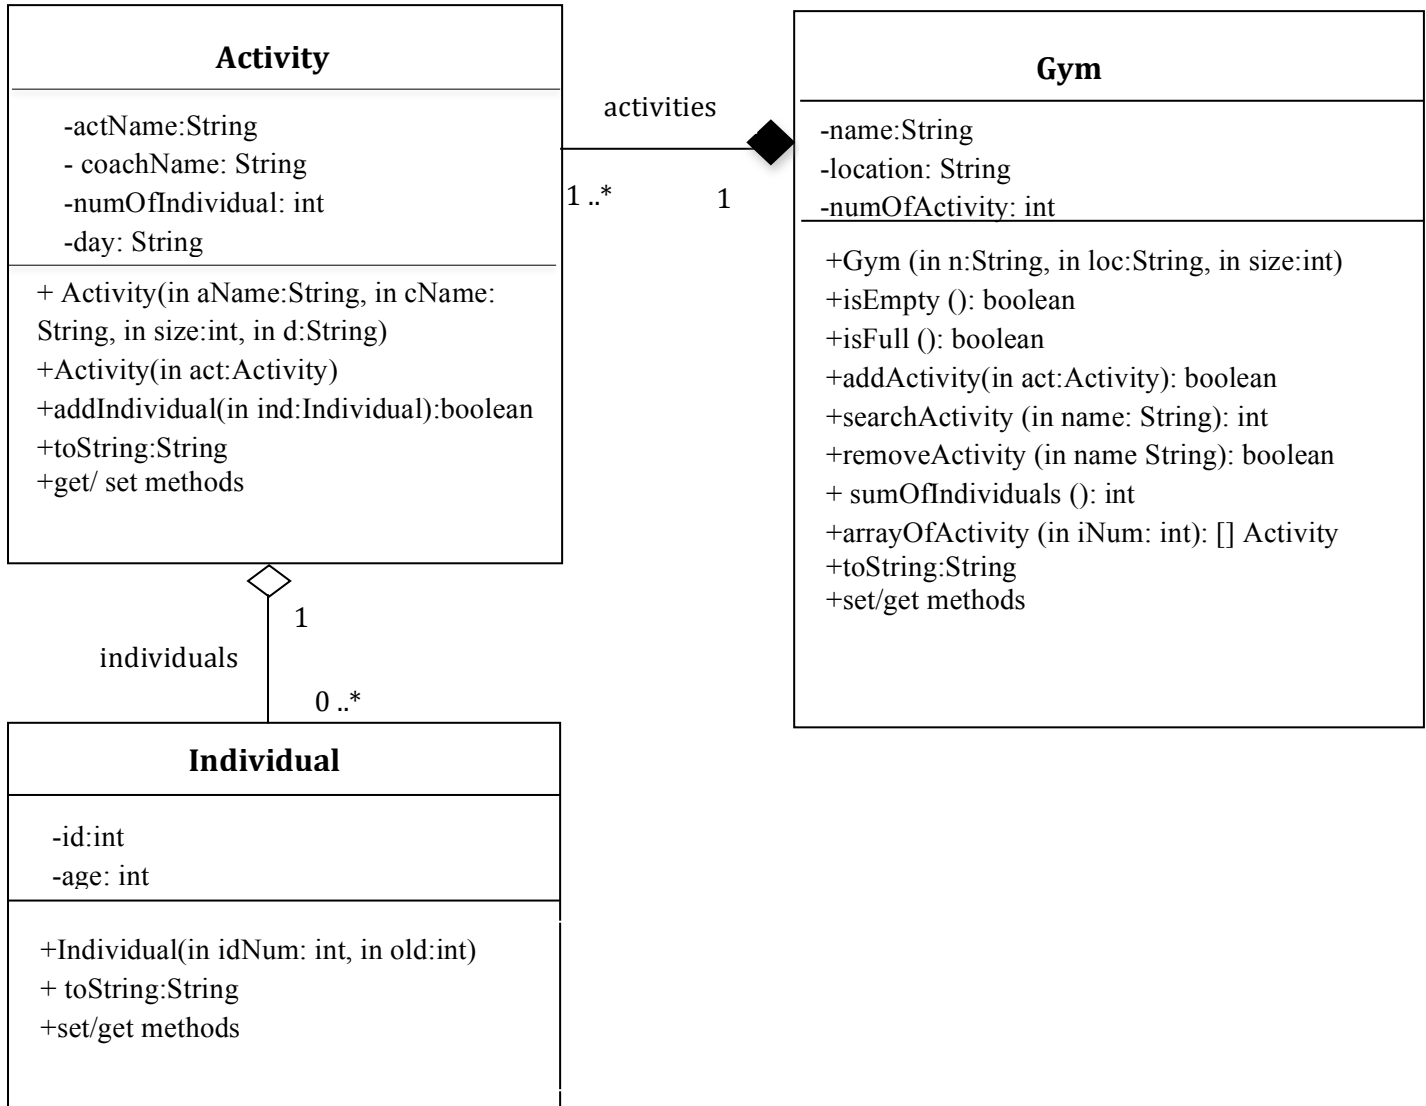 Activity
-actName:String
- coachName: String
-numOfIndividual: int
-day: String
+ Activity(in aName:String, in cName:
String, in size:int, in d:String)
+Activity(in act:Activity)
+addIndividual(in ind:Individual):boolean
+toString:String
+get/ set methods
activities
1 ..*
1
Gym
-name:String
-location: String
-numOfActivity: int
+Gym (in n:String, in loc:String, in size:int)
+isEmpty (): boolean
+isFull (): boolean
+addActivity(in act:Activity): boolean
+searchActivity (in name: String): int
+removeActivity (in name String): boolean
+ sumOfIndividuals (): int
+arrayOfActivity (in iNum: int): [] Activity
+toString:String
+set/get methods
1
individuals
0 ..*
Individual
-id:int
-age: int
+Individual(in idNum: int, in old:int)
+ toString:String
+set/get methods